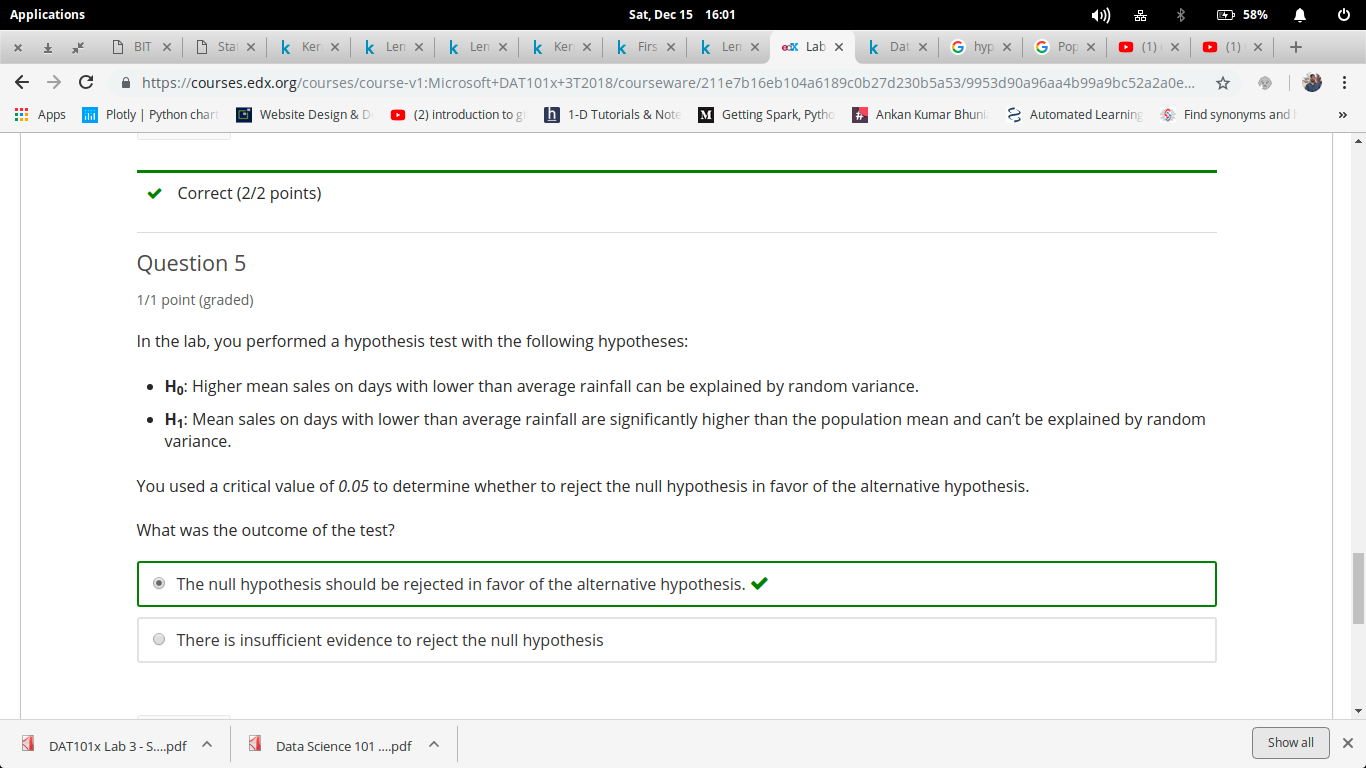 Applications
Sat, Dec 15 16:01
58%
BIT
Stat
Ker
Len
Len
Ker
Firs
Len
edX Lab
Dat
hyp
Pop
(1)
(1)
https://courses.edx.org/courses/course-v1:Microsoft+DAT101x+3T2018/courseware/211e7b16eb104a6189c0b27d230b5a53/9953d90a96aa4b99a9bc52a2a0e...
Apps
Plotly | Python chart
Website Design & D
(2) introduction to g
1-D Tutorials & Note
Getting Spark, Pytho
Ankan Kumar Bhuni
Automated Learning
Find synonyms and
»
Correct (2/2 points)
Question 5
1/1 point (graded)
In the lab, you performed a hypothesis test with the following hypotheses:
• H₀: Higher mean sales on days with lower than average rainfall can be explained by random variance.
• H₁: Mean sales on days with lower than average rainfall are significantly higher than the population mean and can’t be explained by random
variance.
You used a critical value of 0.05 to determine whether to reject the null hypothesis in favor of the alternative hypothesis.
What was the outcome of the test?
The null hypothesis should be rejected in favor of the alternative hypothesis.
There is insufficient evidence to reject the null hypothesis
DAT101x Lab 3 - S....pdf
Data Science 101 ....pdf
Show all